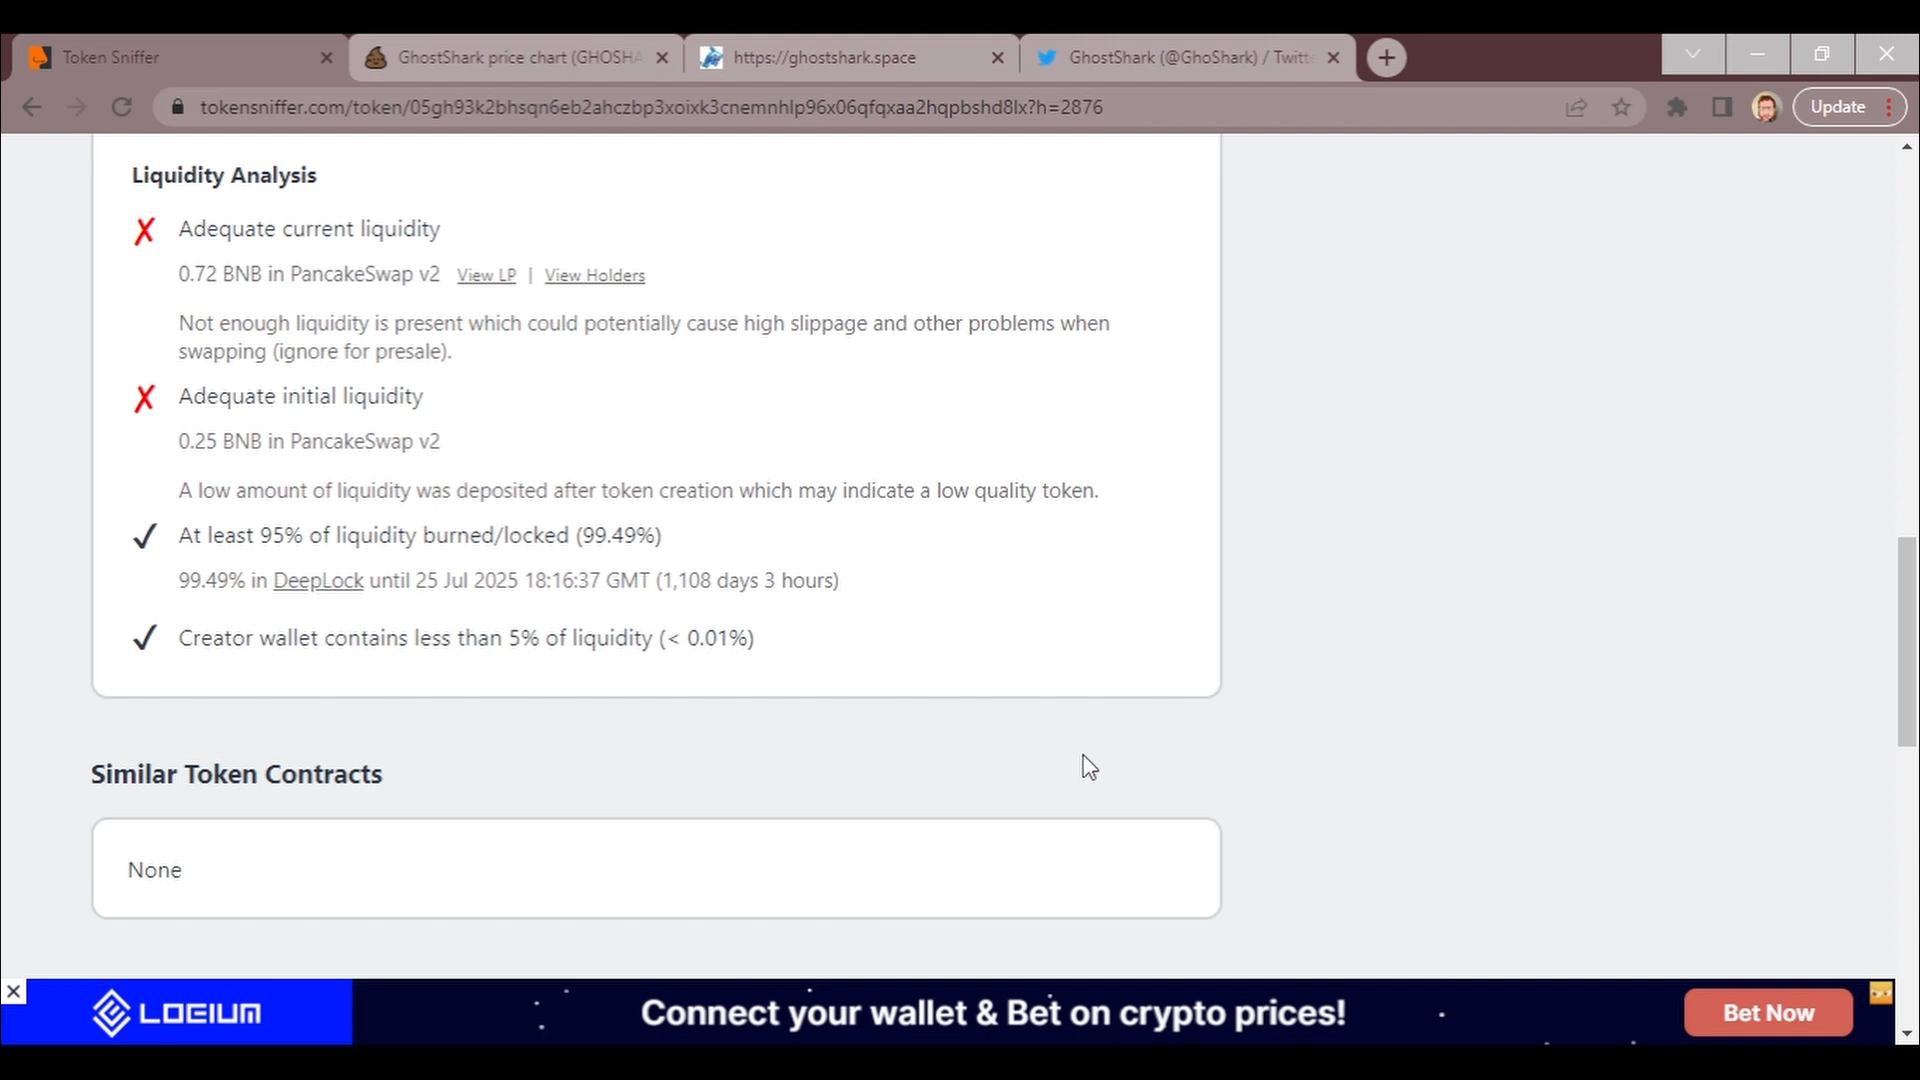 Token Sniffer
GhostShark price chart (GHOSHA
https://ghostshark.space
GhostShark (@GhoShark) / Twitt
tokensniffer.com/token/05gh93k2bhsqn6eb2ahczbp3xoixk3cnemnhlp96x06qfqxaa2hqpbshd8lx?h=2876
Update
Liquidity Analysis
Adequate current liquidity
0.72 BNB in PancakeSwap v2 View LP | View Holders
Not enough liquidity is present which could potentially cause high slippage and other problems when
swapping (ignore for presale).
Adequate initial liquidity
0.25 BNB in PancakeSwap v2
A low amount of liquidity was deposited after token creation which may indicate a low quality token.
At least 95% of liquidity burned/locked (99.49%)
99.49% in DeepLock until 25 Jul 2025 18:16:37 GMT (1,108 days 3 hours)
Creator wallet contains less than 5% of liquidity (< 0.01%)
Similar Token Contracts
None
LOEIUM
Connect your wallet & Bet on crypto prices!
Bet Now